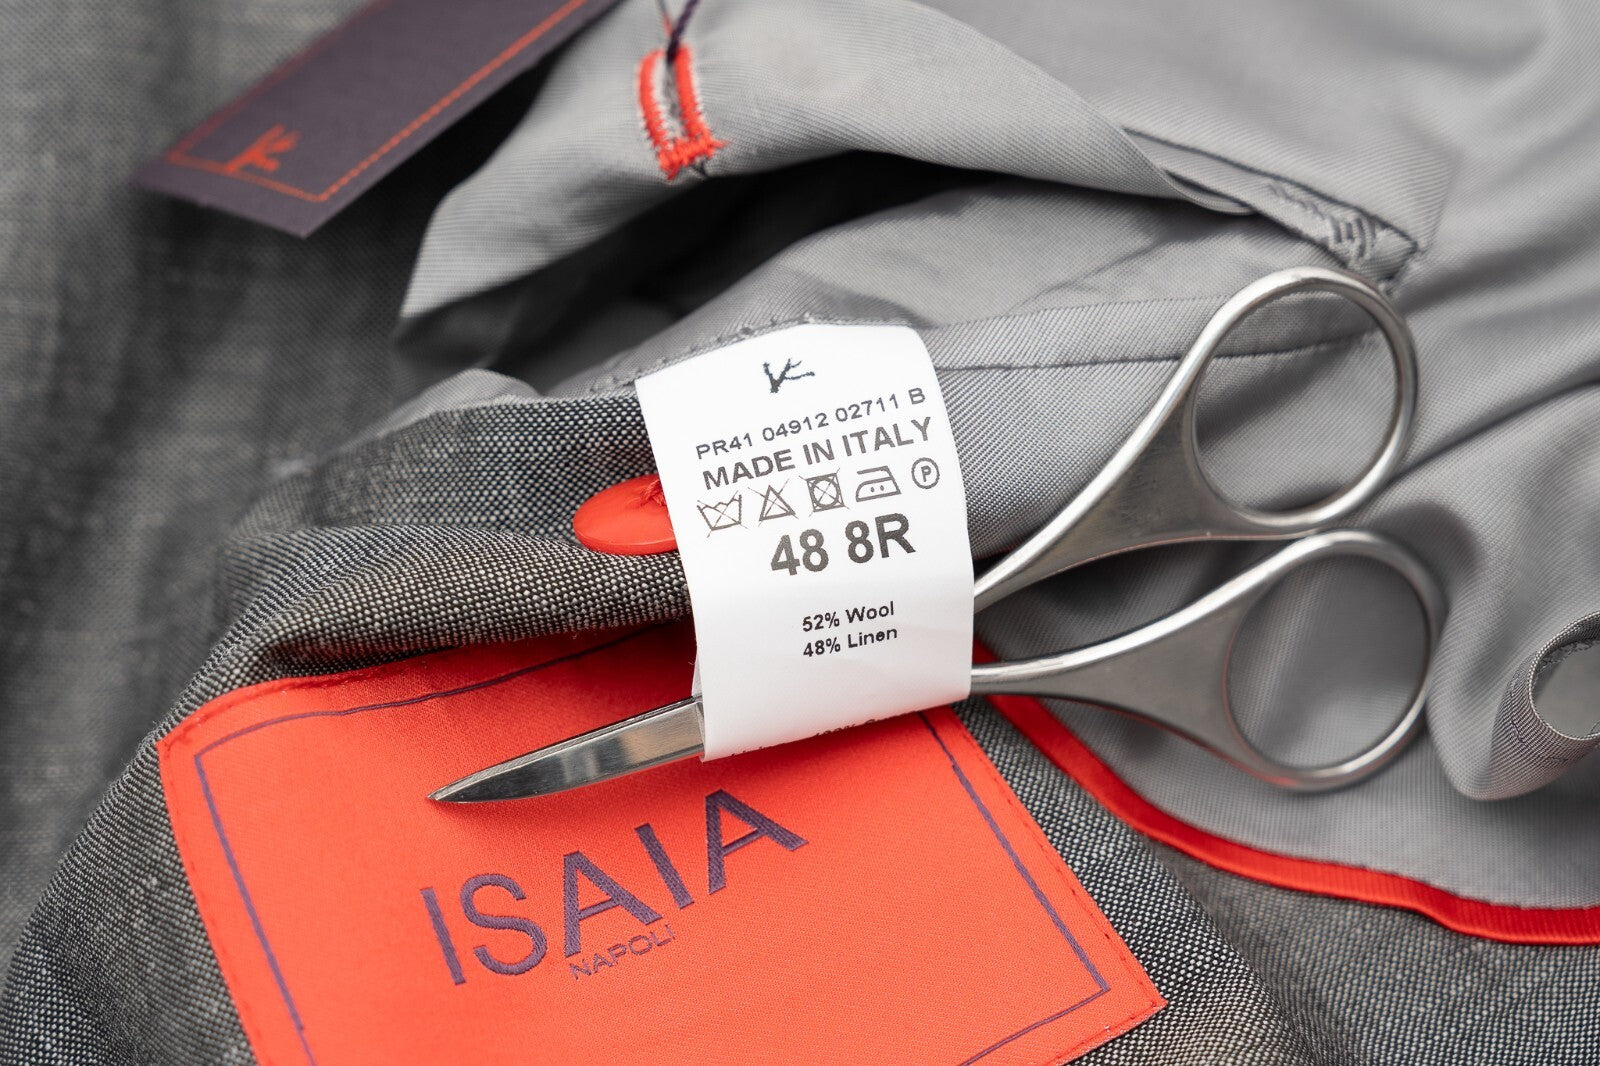 PR41 04912 02711 B
MADE IN ITALY
P
48 8R
52% Wool
48% Linen
ISAIA
NAPOLI